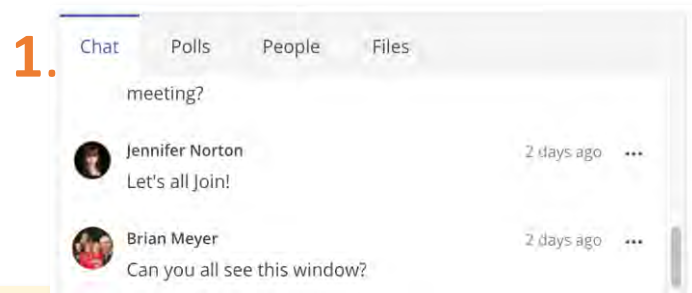 1.
Chat Polls People Files
meeting?
Jennifer Norton 2 days ago ...
Let's all Join!
Brian Meyer 2 days ago ...
Can you all see this window?